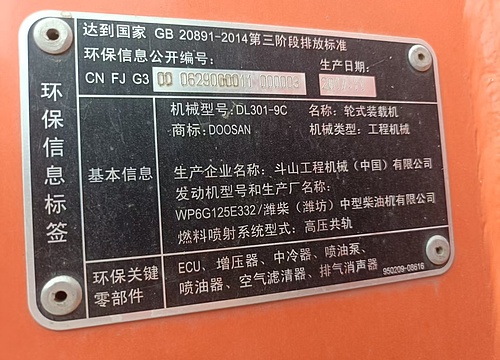 环保信息标签
达到国家 GB 20891-2014第三阶段排放标准
环保信息公开编号:
生产日期:
CN FJ G3
基本信息
机械型号: DL301-9C 名称: 轮式装载机
商标: DOOSAN 机械类型: 工程机械
生产企业名称: 斗山工程机械（中国）有限公司
发动机型号和生产厂名称:
WP6G125E332/潍柴（潍坊）中型柴油机有限公司
燃料喷射系统型式: 高压共轨
环保关键
零部件
ECU、增压器、中冷器、喷油泵、
喷油器、空气滤清器、排气消声器
950209-08616